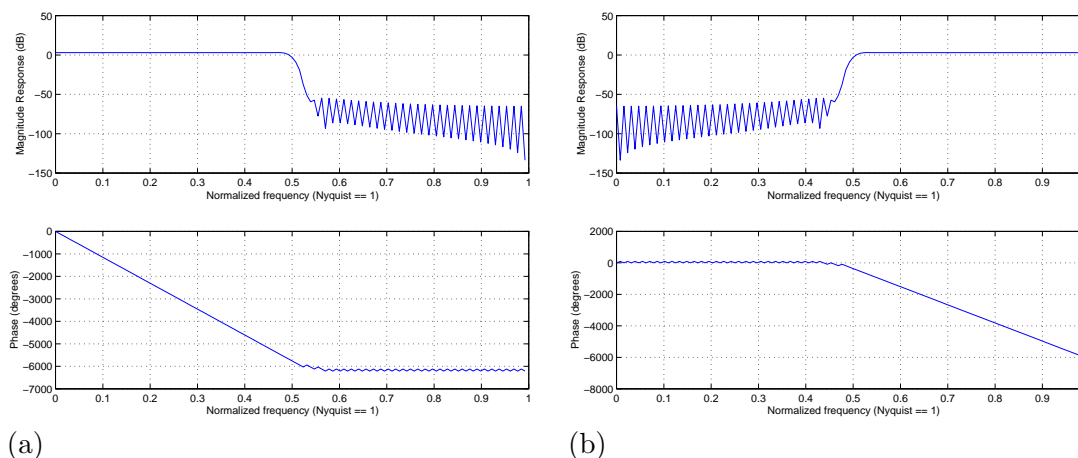 50
0
−50
−100
−150
Magnitude Response (dB)
0 0.1 0.2 0.3 0.4 0.5 0.6 0.7 0.8 0.9 1
Normalized frequency (Nyquist == 1)
0
−1000
−2000
−3000
−4000
−5000
−6000
−7000
Phase (degrees)
0 0.1 0.2 0.3 0.4 0.5 0.6 0.7 0.8 0.9 1
Normalized frequency (Nyquist == 1)
(a)
50
0
−50
−100
−150
Magnitude Response (dB)
0 0.1 0.2 0.3 0.4 0.5 0.6 0.7 0.8 0.9
Normalized frequency (Nyquist == 1)
2000
0
−2000
−4000
−6000
−8000
Phase (degrees)
0 0.1 0.2 0.3 0.4 0.5 0.6 0.7 0.8 0.9
Normalized frequency (Nyquist == 1)
(b)